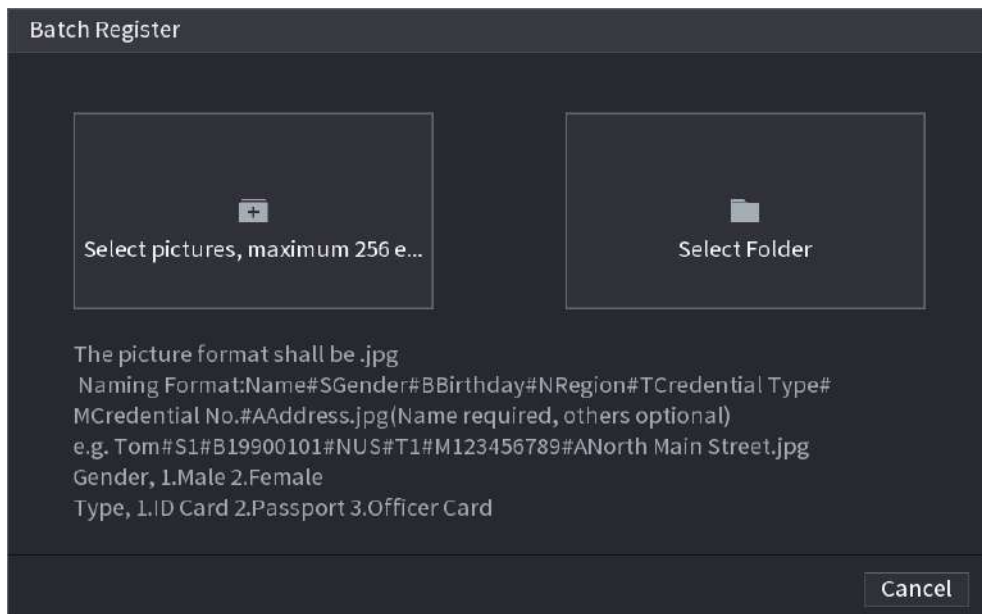 Batch Register
Select pictures, maximum 256 e...
Select Folder
The picture format shall be .jpg
Naming Format:Name#SGender#BBirthday#NRegion#TCredential Type#
MCredential No.#AAddress.jpg(Name required, others optional)
e.g. Tom#S1#B19900101#NUS#T1#M123456789#ANorth Main Street.jpg
Gender, 1.Male 2.Female
Type, 1.ID Card 2.Passport 3.Officer Card
Cancel